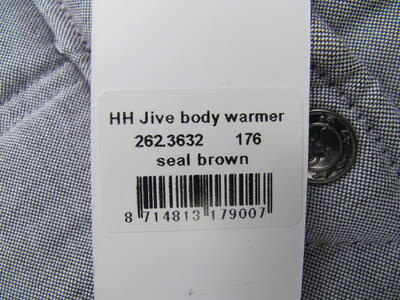 HH Jive body warmer
262.3632 176
seal brown
8 714813 179007